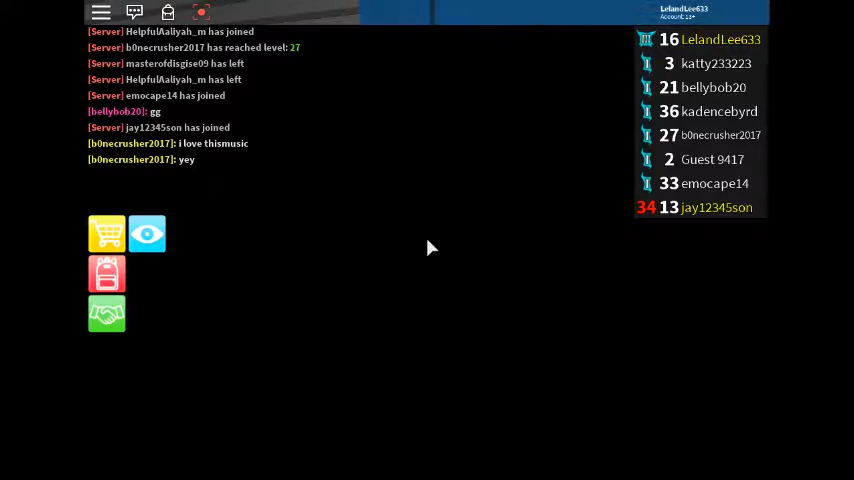 LelandLee633
Account: 13+
[Server] HelpfulAaliyah_m has joined
[Server] b0necrusher2017 has reached level: 27
[Server] masterofdisgise09 has left
[Server] HelpfulAaliyah_m has left
[Server] emocape14 has joined
[bellybob20]: gg
[Server] jay12345son has joined
[b0necrusher2017]: i love thismusic
[b0necrusher2017]: yey
16 LelandLee633
3 katty233223
21 bellybob20
36 kadencebyrd
27 b0necrusher2017
2 Guest 9417
33 emocape14
34 13 jay12345son